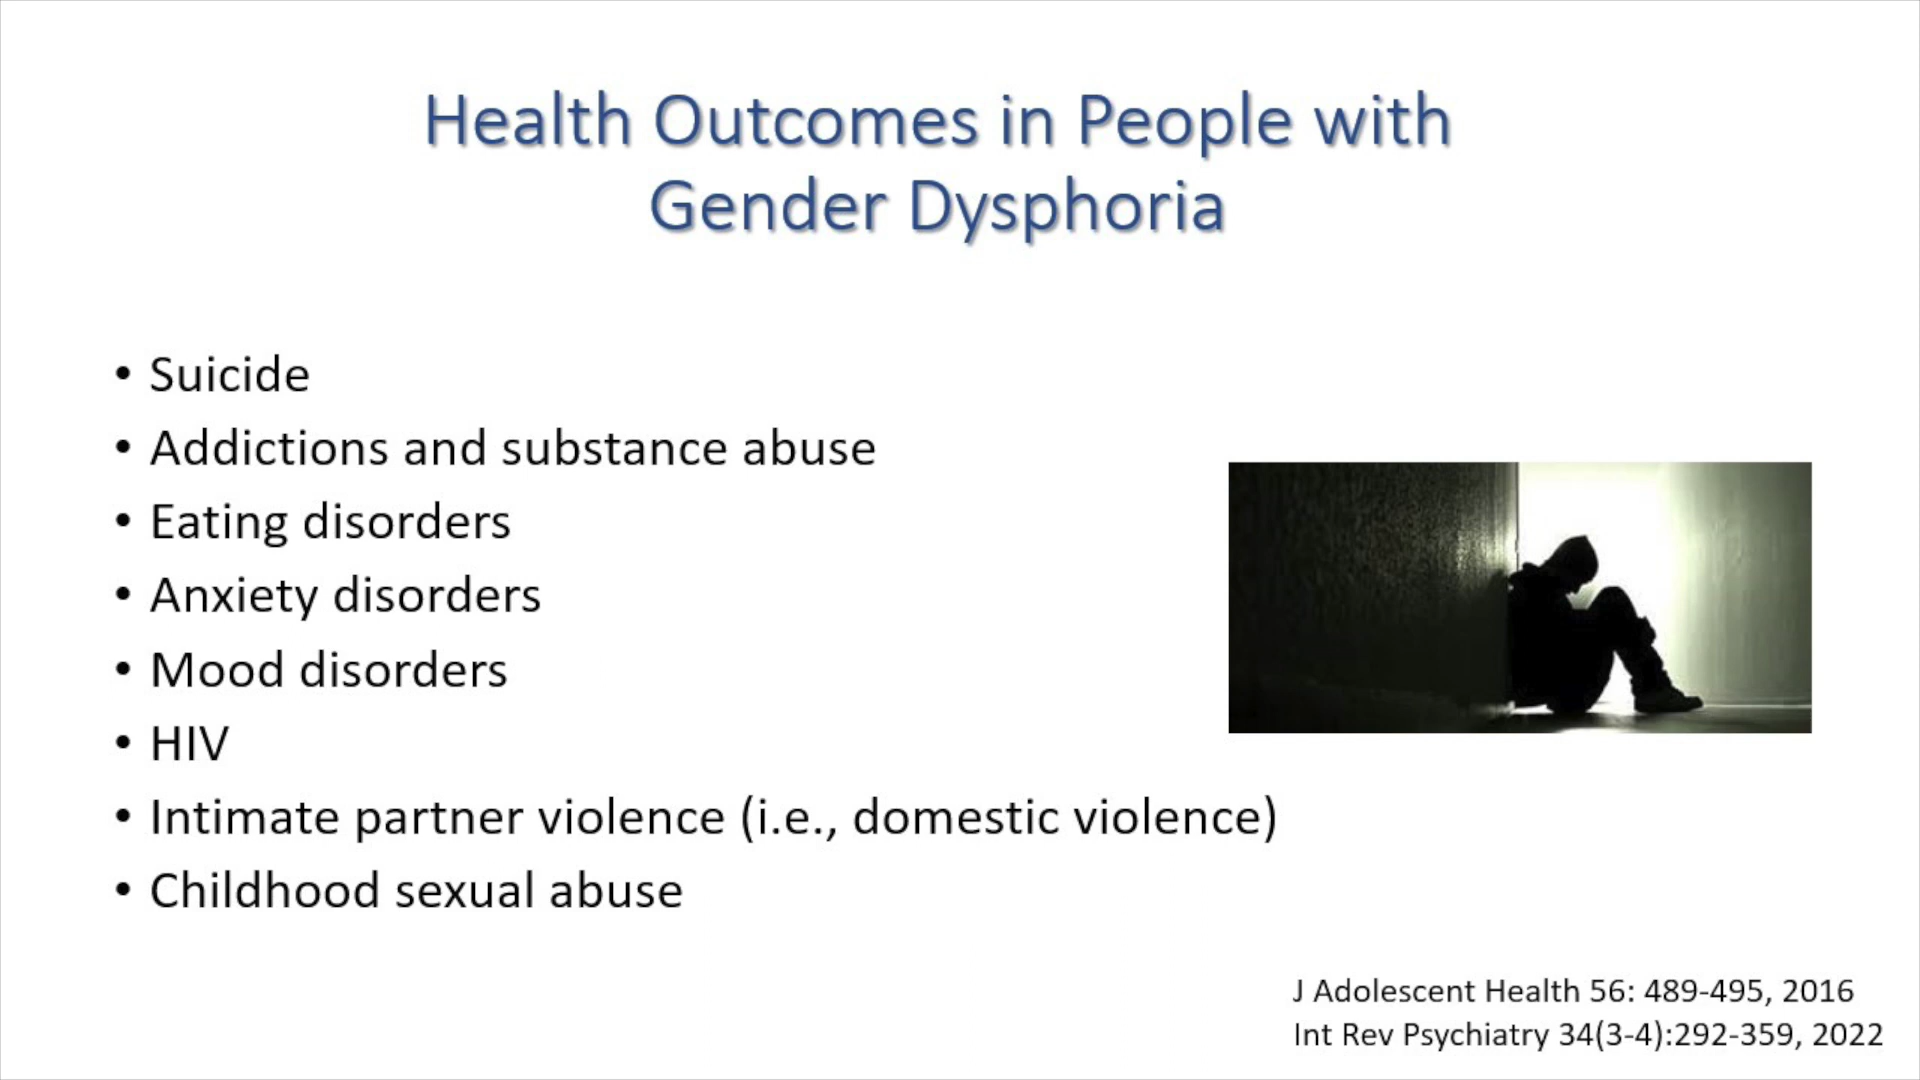 Health Outcomes in People with
Gender Dysphoria
• Suicide
• Addictions and substance abuse
• Eating disorders
• Anxiety disorders
• Mood disorders
• HIV
• Intimate partner violence (i.e., domestic violence)
• Childhood sexual abuse
J Adolescent Health 56: 489-495, 2016
Int Rev Psychiatry 34(3-4):292-359, 2022